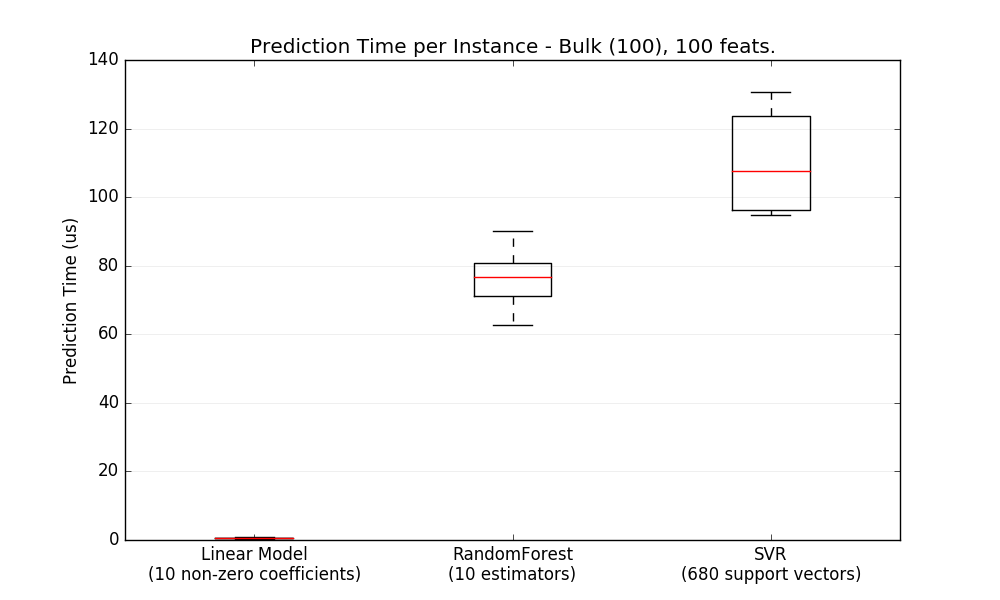 Prediction Time per Instance - Bulk (100), 100 feats.
140
120
100
80
60
40
20
0
Prediction Time (us)
Linear Model
(10 non-zero coefficients)
RandomForest
(10 estimators)
SVR
(680 support vectors)